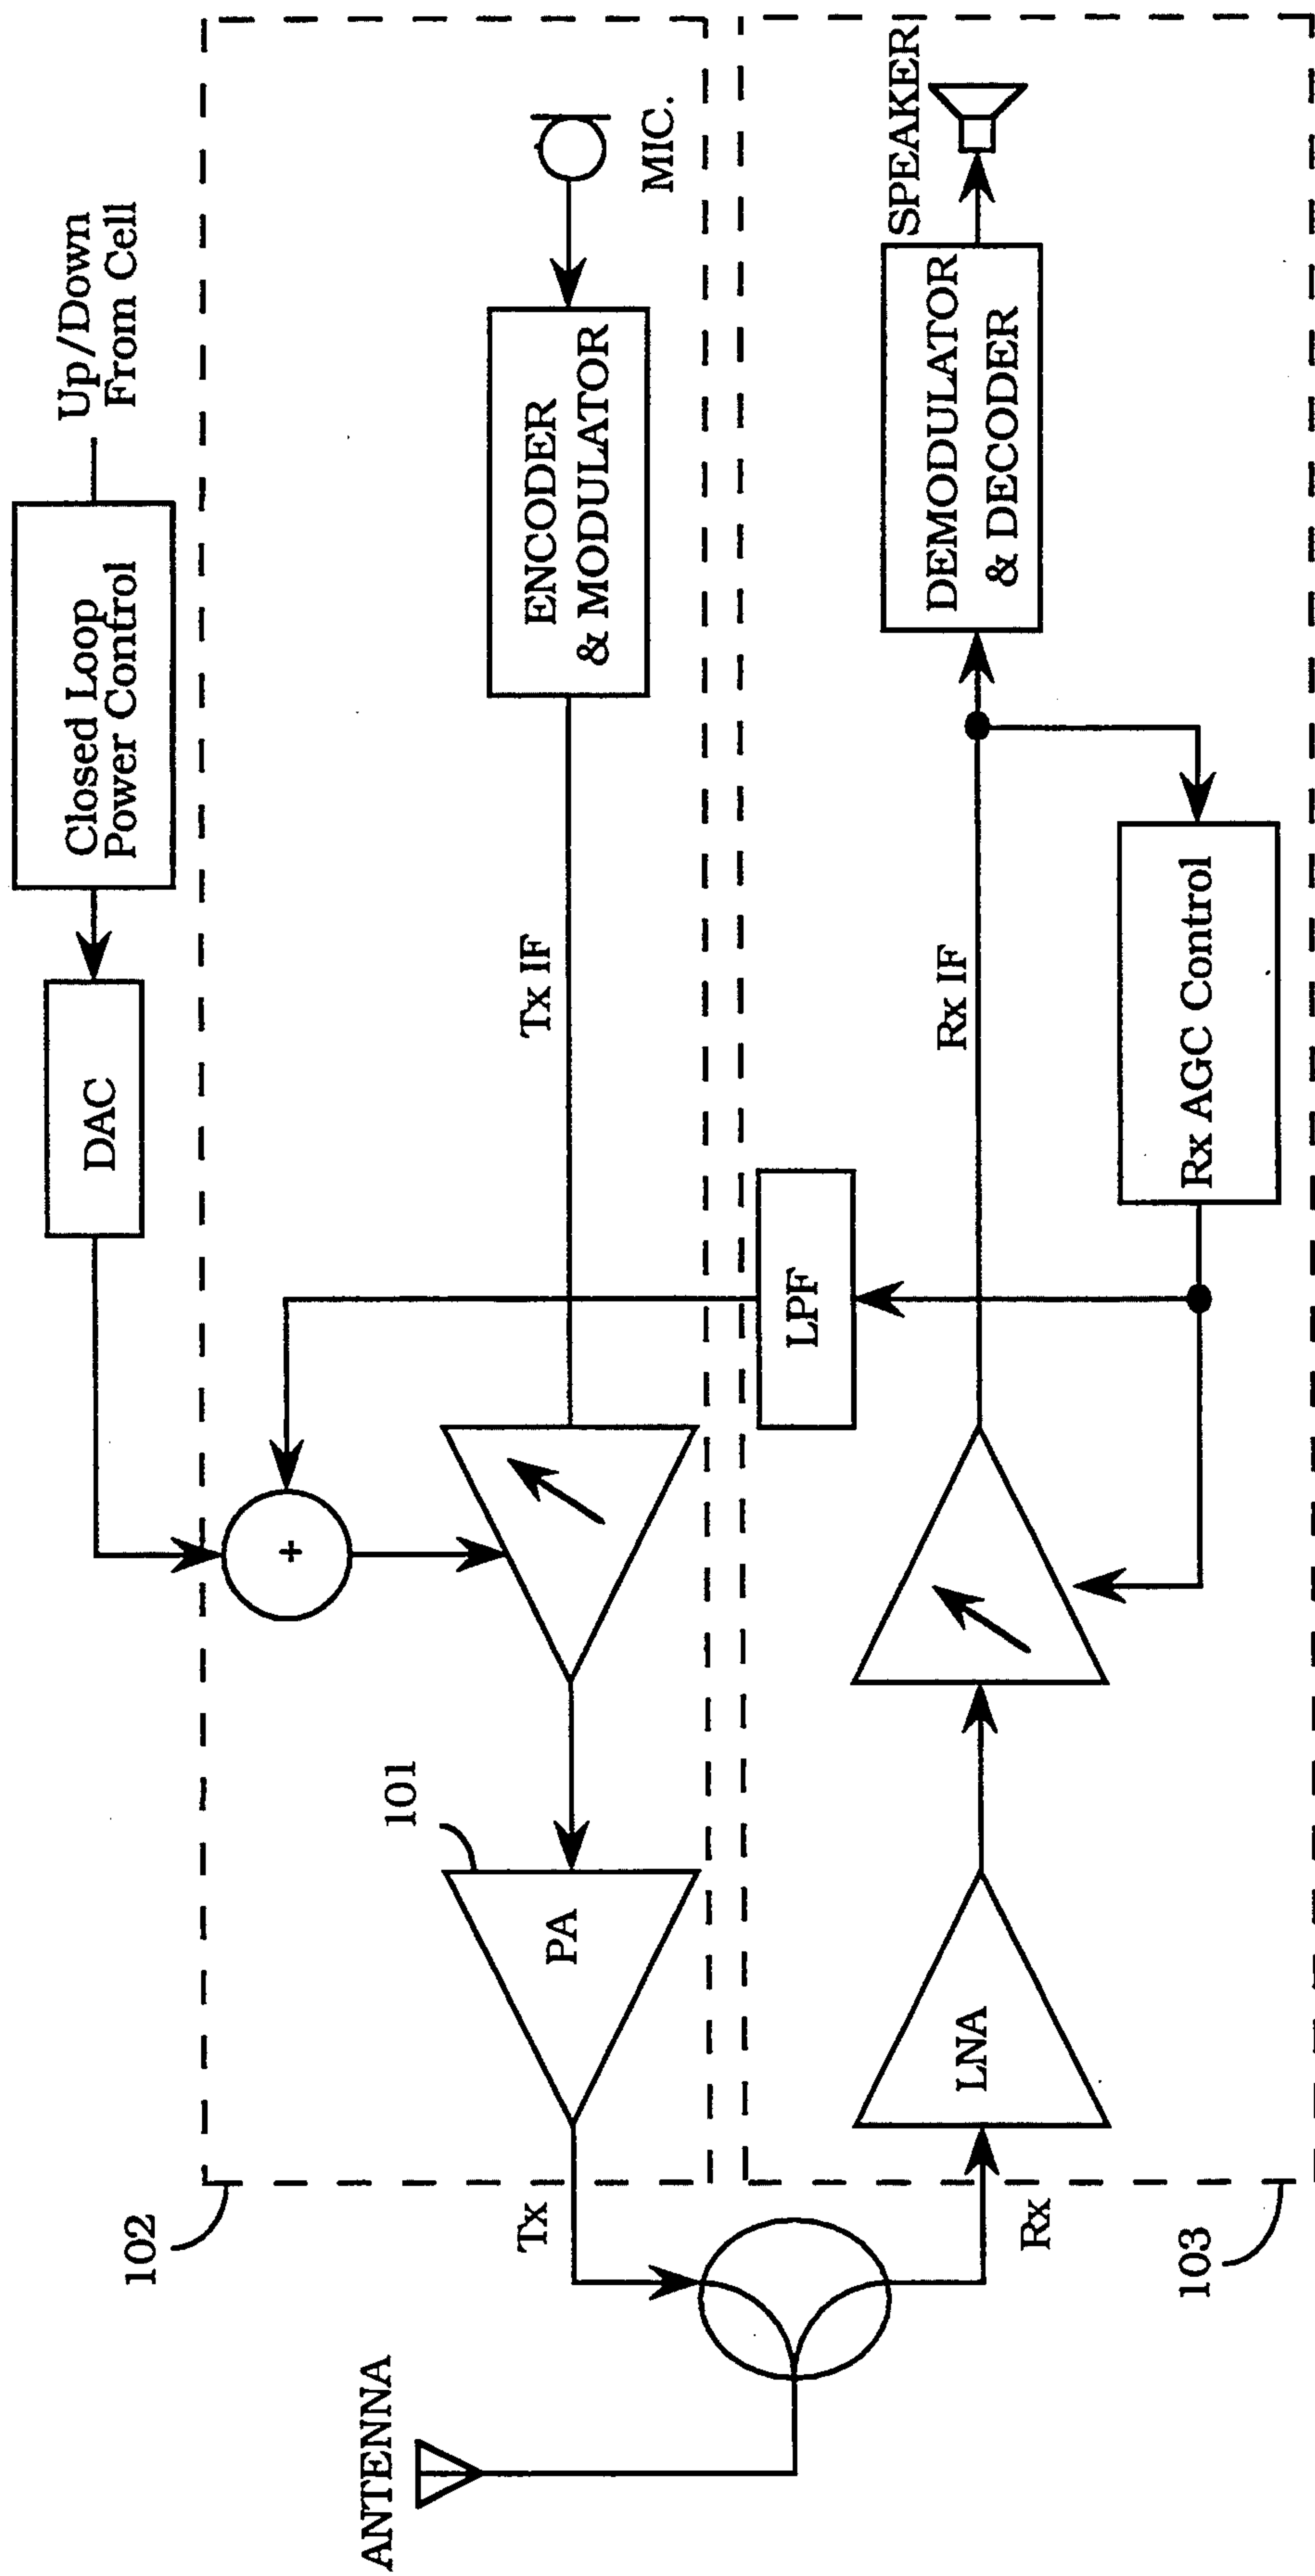 Up/Down
From Cell
Closed Loop
Power Control
DAC
MIC.
ENCODER
& MODULATOR
Tx IF
+
101
PA
Tx
102
ANTENNA
SPEAKER
DEMODULATOR
& DECODER
Rx IF
Rx AGC Control
LPF
LNA
Rx
103